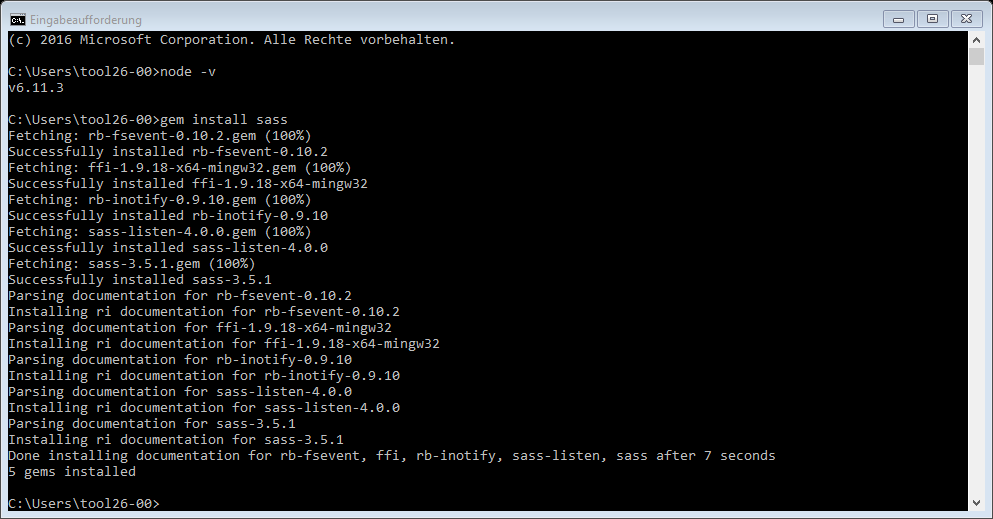 Eingabeaufforderung
(c) 2016 Microsoft Corporation. Alle Rechte vorbehalten.
C:\Users\tool26-00>node -v
v6.11.3
C:\Users\tool26-00>gem install sass
Fetching: rb-fsevent-0.10.2.gem (100%)
Successfully installed rb-fsevent-0.10.2
Fetching: ffi-1.9.18-x64-mingw32.gem (100%)
Successfully installed ffi-1.9.18-x64-mingw32
Fetching: rb-inotify-0.9.10.gem (100%)
Successfully installed rb-inotify-0.9.10
Fetching: sass-listen-4.0.0.gem (100%)
Successfully installed sass-listen-4.0.0
Fetching: sass-3.5.1.gem (100%)
Successfully installed sass-3.5.1
Parsing documentation for rb-fsevent-0.10.2
Installing ri documentation for rb-fsevent-0.10.2
Parsing documentation for ffi-1.9.18-x64-mingw32
Installing ri documentation for ffi-1.9.18-x64-mingw32
Parsing documentation for rb-inotify-0.9.10
Installing ri documentation for rb-inotify-0.9.10
Parsing documentation for sass-listen-4.0.0
Installing ri documentation for sass-listen-4.0.0
Parsing documentation for sass-3.5.1
Installing ri documentation for sass-3.5.1
Done installing documentation for rb-fsevent, ffi, rb-inotify, sass-listen, sass after 7 seconds
5 gems installed
C:\Users\tool26-00>